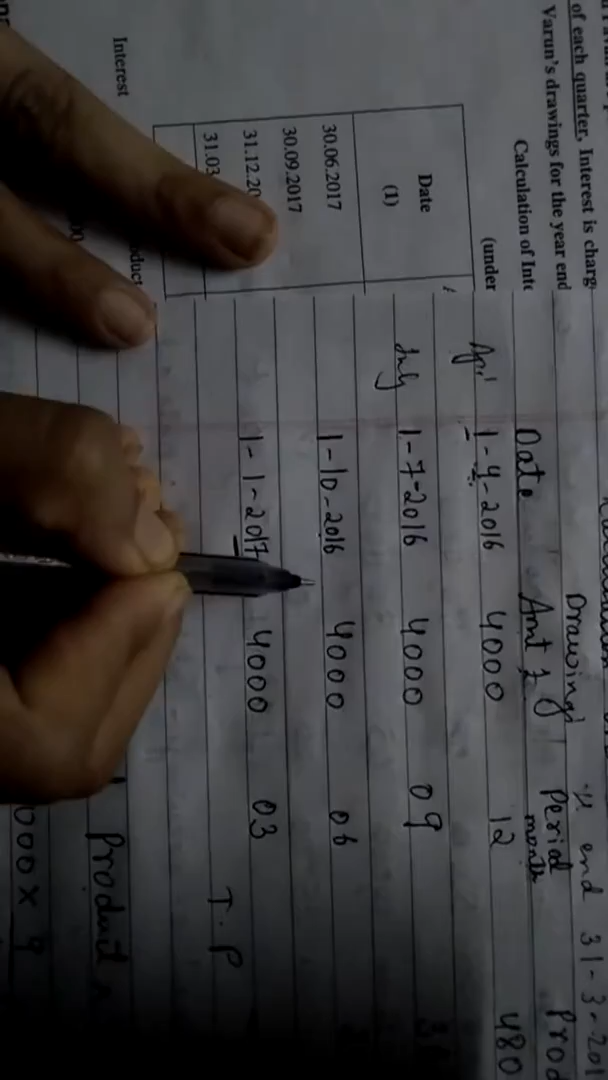 of each quarter, Interest is charg
Varun's drawings for the year end
Calculation of Inte
(under
Date
(1)
30.06.2017
30.09.2017
31.12.20
31.03
Interest
oduct
Drawings
end 31-3-201
Date Amt ₹ Period month Prod
Apr 1-4-2016 4000 12 480
July 1-7-2016 4000 09
1-10-2016 4000 06
1-1-2017 4000 03
T.P
Product
000 x 9